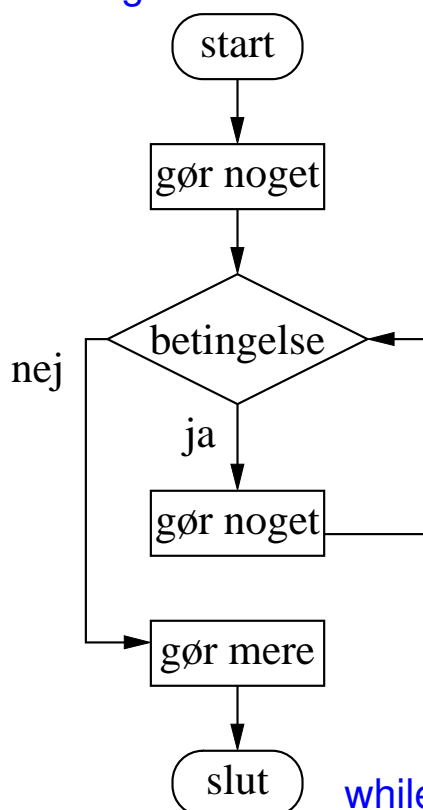 start
gør noget
betingelse
nej
ja
gør noget
gør mere
slut
while